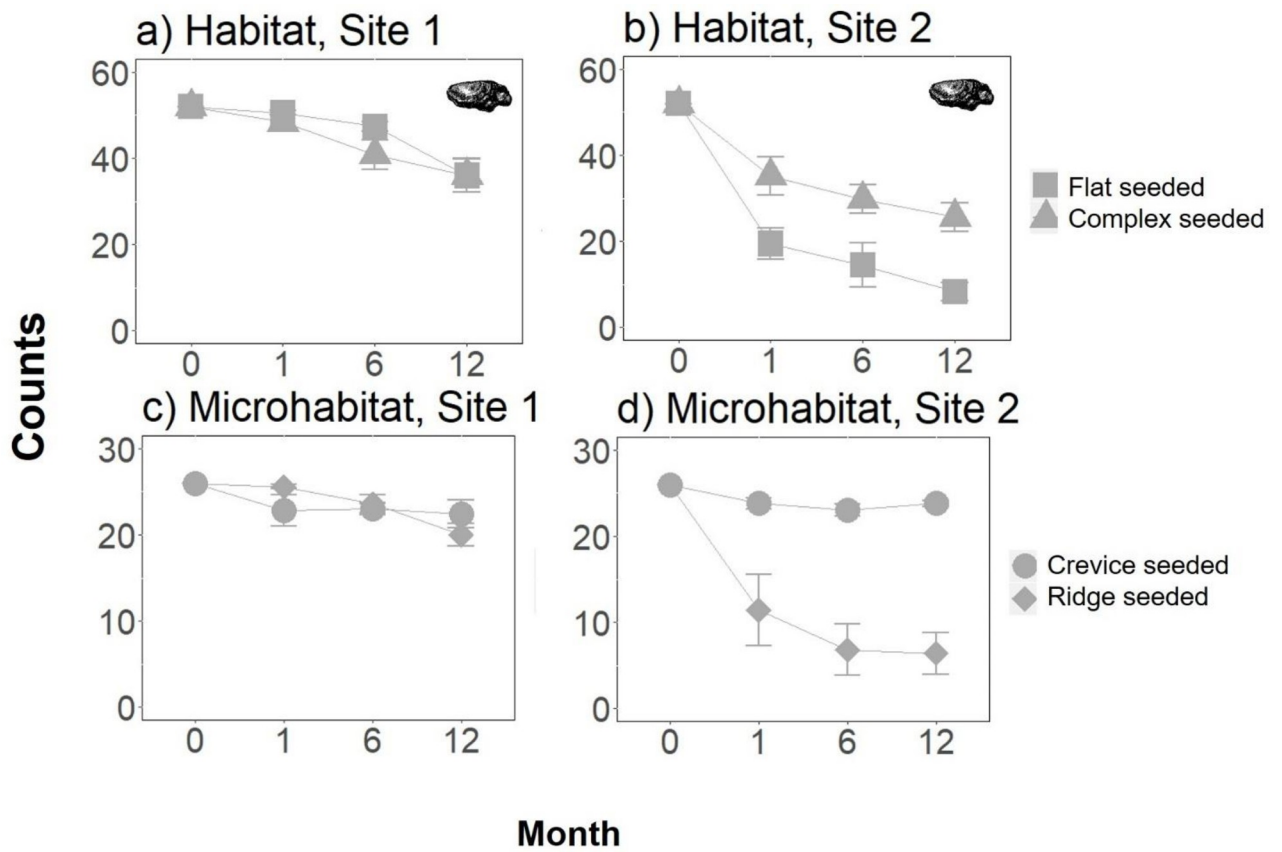 a) Habitat, Site 1
b) Habitat, Site 2
60
40
20
0
0 1 6 12
60
40
20
0
0 1 6 12
Flat seeded
Complex seeded
Counts
c) Microhabitat, Site 1
d) Microhabitat, Site 2
30
20
10
0
0 1 6 12
30
20
10
0
0 1 6 12
Crevice seeded
Ridge seeded
Month